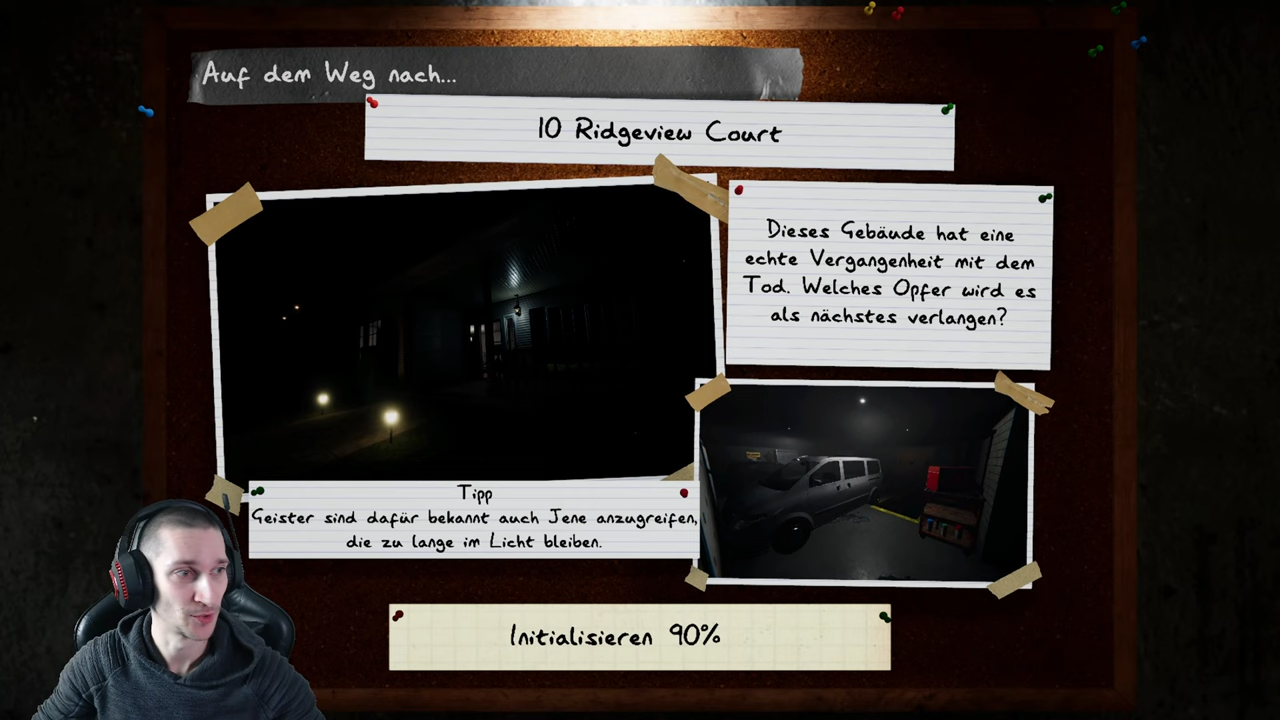 Auf dem Weg nach...
10 Ridgeview Court
Dieses Gebäude hat eine
echte Vergangenheit mit dem
Tod. Welches Opfer wird es
als nächstes verlangen?
Tipp
Geister sind dafür bekannt auch Jene anzugreifen,
die zu lange im Licht bleiben.
Initialisieren 90%